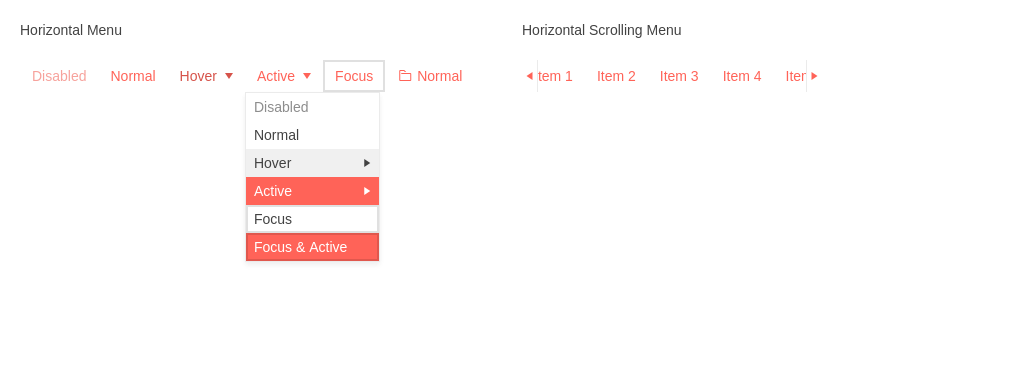 Horizontal Menu
Disabled Normal Hover Active Focus Normal
Disabled
Normal
Hover
Active
Focus
Focus & Active
Horizontal Scrolling Menu
tem 1 Item 2 Item 3 Item 4 Iter